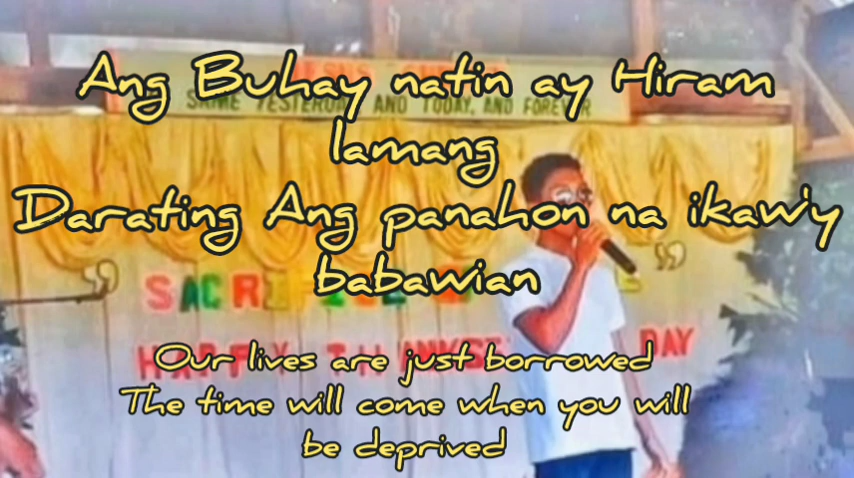 Ang Buhay natin ay Hiram
lamang
Darating Ang panahon na ikaw'y
babawian
Our lives are just borrowed
The time will come when you will
be deprived
YESTERDAY AND TODAY, AND FOREVER
DAY